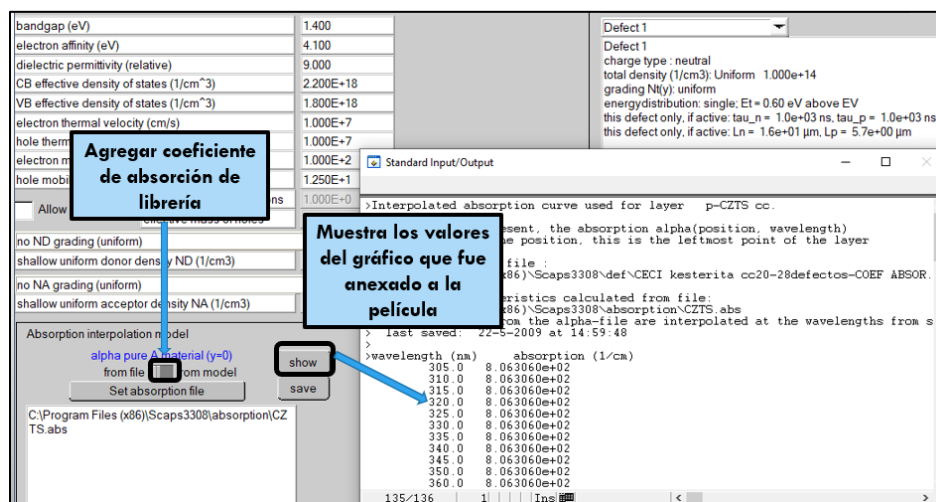 bandgap (eV) 1.400
electron affinity (eV) 4.100
dielectric permittivity (relative) 9.000
CB effective density of states (1/cm^3) 2.200E+18
VB effective density of states (1/cm^3) 1.800E+18
electron thermal velocity (cm/s) 1.000E+7
hole therm 1.000E+7
electron m 1.000E+2
hole mobi 1.250E+1
Allow ons 1.000E+0
effective mass of holes
no ND grading (uniform)
shallow uniform donor density ND (1/cm3)
no NA grading (uniform)
shallow uniform acceptor density NA (1/cm3)
Agregar coeficiente
de absorción de
librería
Absorption interpolation model
alpha pure A material (y=0)
from file from model
show
Set absorption file
save
C:\Program Files (x86)\Scaps3308\absorption\CZ
TS.abs
Defect 1
Defect 1
charge type : neutral
total density (1/cm3): Uniform 1.000e+14
grading Nt(y): uniform
energydistribution: single; Et = 0.60 eV above EV
this defect only, if active: tau_n = 1.0e+03 ns, tau_p = 1.0e+03 ns
this defect only, if active: Ln = 1.6e+01 µm, Lp = 5.7e+00 µm
Standard Input/Output
>Interpolated absorption curve used for layer p-CZTS cc.
esent, the absorption alpha(position, wavelength)
he position, this is the leftmost point of the layer
file :
x86)\Scaps3308\def\CECI kesterita cc20-28defectos-COEF ABSOR.
eristics calculated from file:
x86)\Scaps3308\absorption\CZTS.abs
rom the alpha-file are interpolated at the wavelengths from s
> last saved: 22-5-2009 at 14:59:48
>
>wavelength (nm) absorption (1/cm)
305.0 8.063060e+02
310.0 8.063060e+02
315.0 8.063060e+02
320.0 8.063060e+02
325.0 8.063060e+02
330.0 8.063060e+02
335.0 8.063060e+02
340.0 8.063060e+02
345.0 8.063060e+02
350.0 8.063060e+02
360.0 8.063060e+02
135/136 1 Ins
Muestra los valores
del gráfico que fue
anexado a la
película